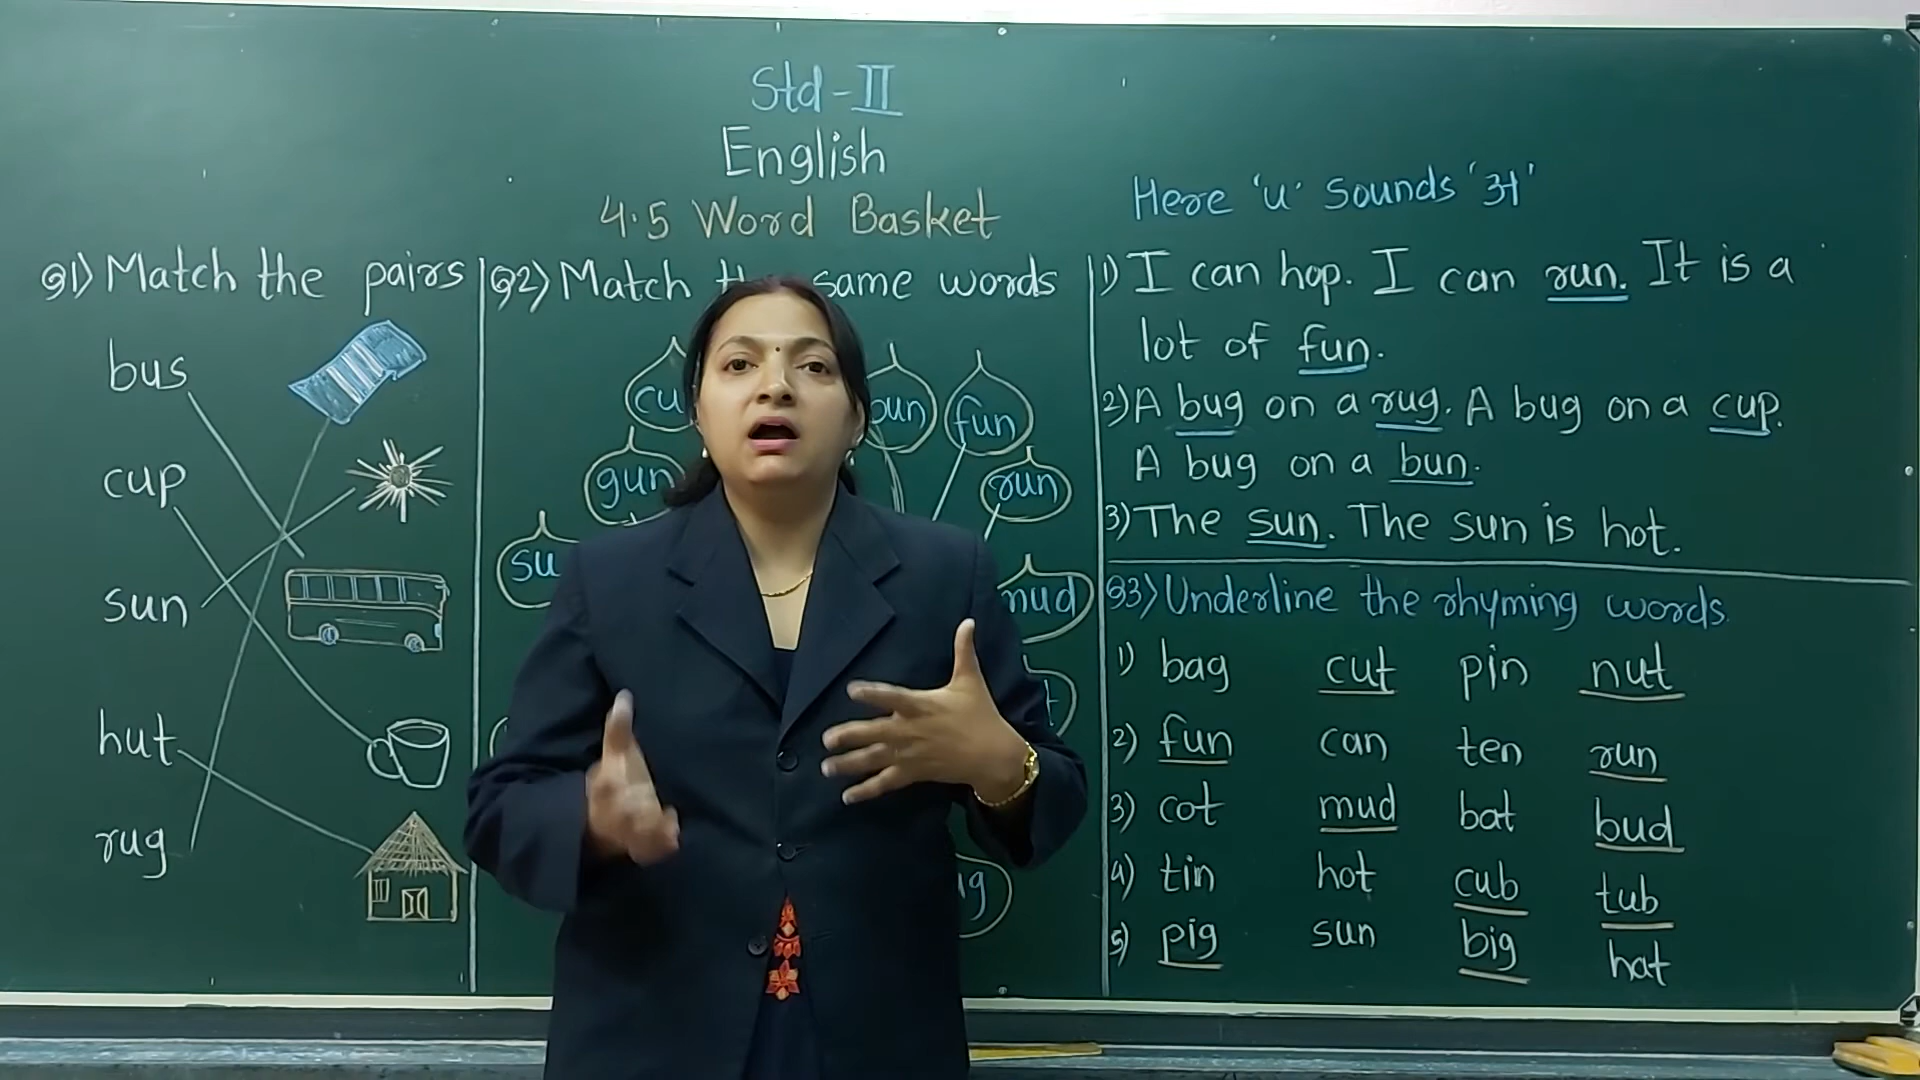 Std-II
English
4.5 Word Basket
Q1) Match the pairs
bus
cup
sun
hut
rug
Q2) Match same words
fun
gun
run
mud
Here 'u' sounds 'अ'
1) I can hop. I can run. It is a
lot of fun.
2) A bug on a rug. A bug on a cup.
A bug on a bun.
3) The sun. The sun is hot.
Q3) Underline the rhyming words
1) bag cut pin nut
2) fun can ten run
3) cot mud bat bud
4) tin hot cub tub
5) pig sun big hat